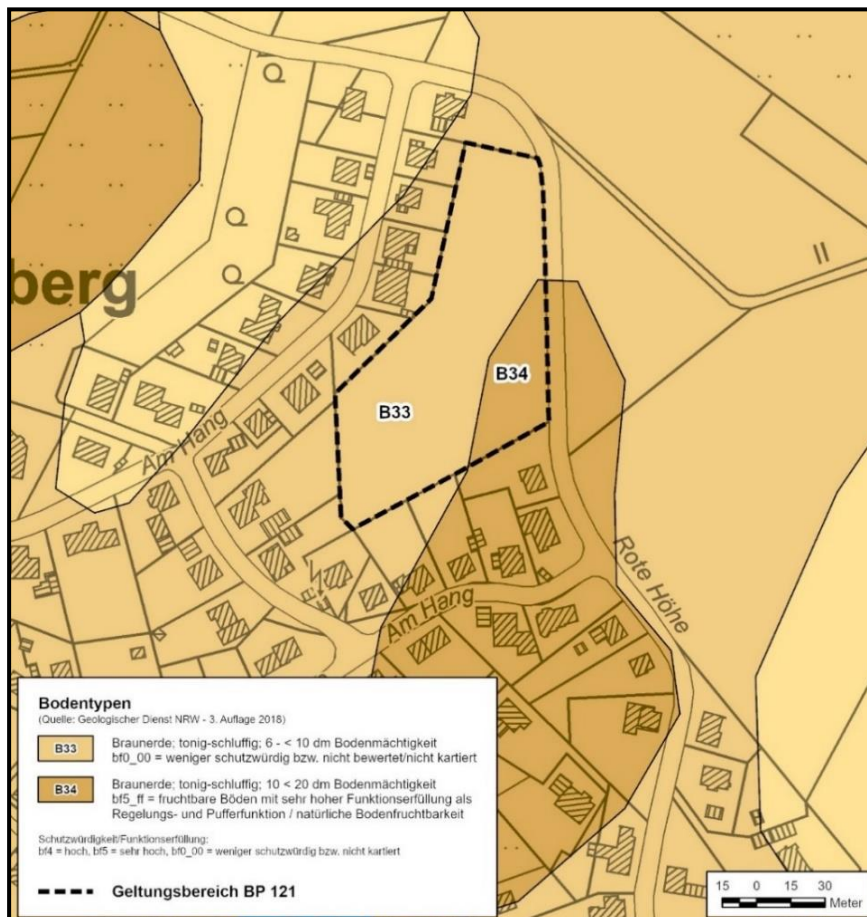 berg
B33
B34
Am Hang
Am Hang
Rote Höhe
II
Bodentypen
(Quelle: Geologischer Dienst NRW - 3. Auflage 2018)
B33
Braunerde; tonig-schluffig; 6 - < 10 dm Bodenmächtigkeit
bf0_00 = weniger schutzwürdig bzw. nicht bewertet/nicht kartiert
B34
Braunerde; tonig-schluffig; 10 < 20 dm Bodenmächtigkeit
bf5_ff = fruchtbare Böden mit sehr hoher Funktionserfüllung als
Regelungs- und Pufferfunktion / natürliche Bodenfruchtbarkeit
Schutzwürdigkeit/Funktionserfüllung:
bf4 = hoch, bf5 = sehr hoch, bf0_00 = weniger schutzwürdig bzw. nicht kartiert
Geltungsbereich BP 121
15 0 15 30
Meter